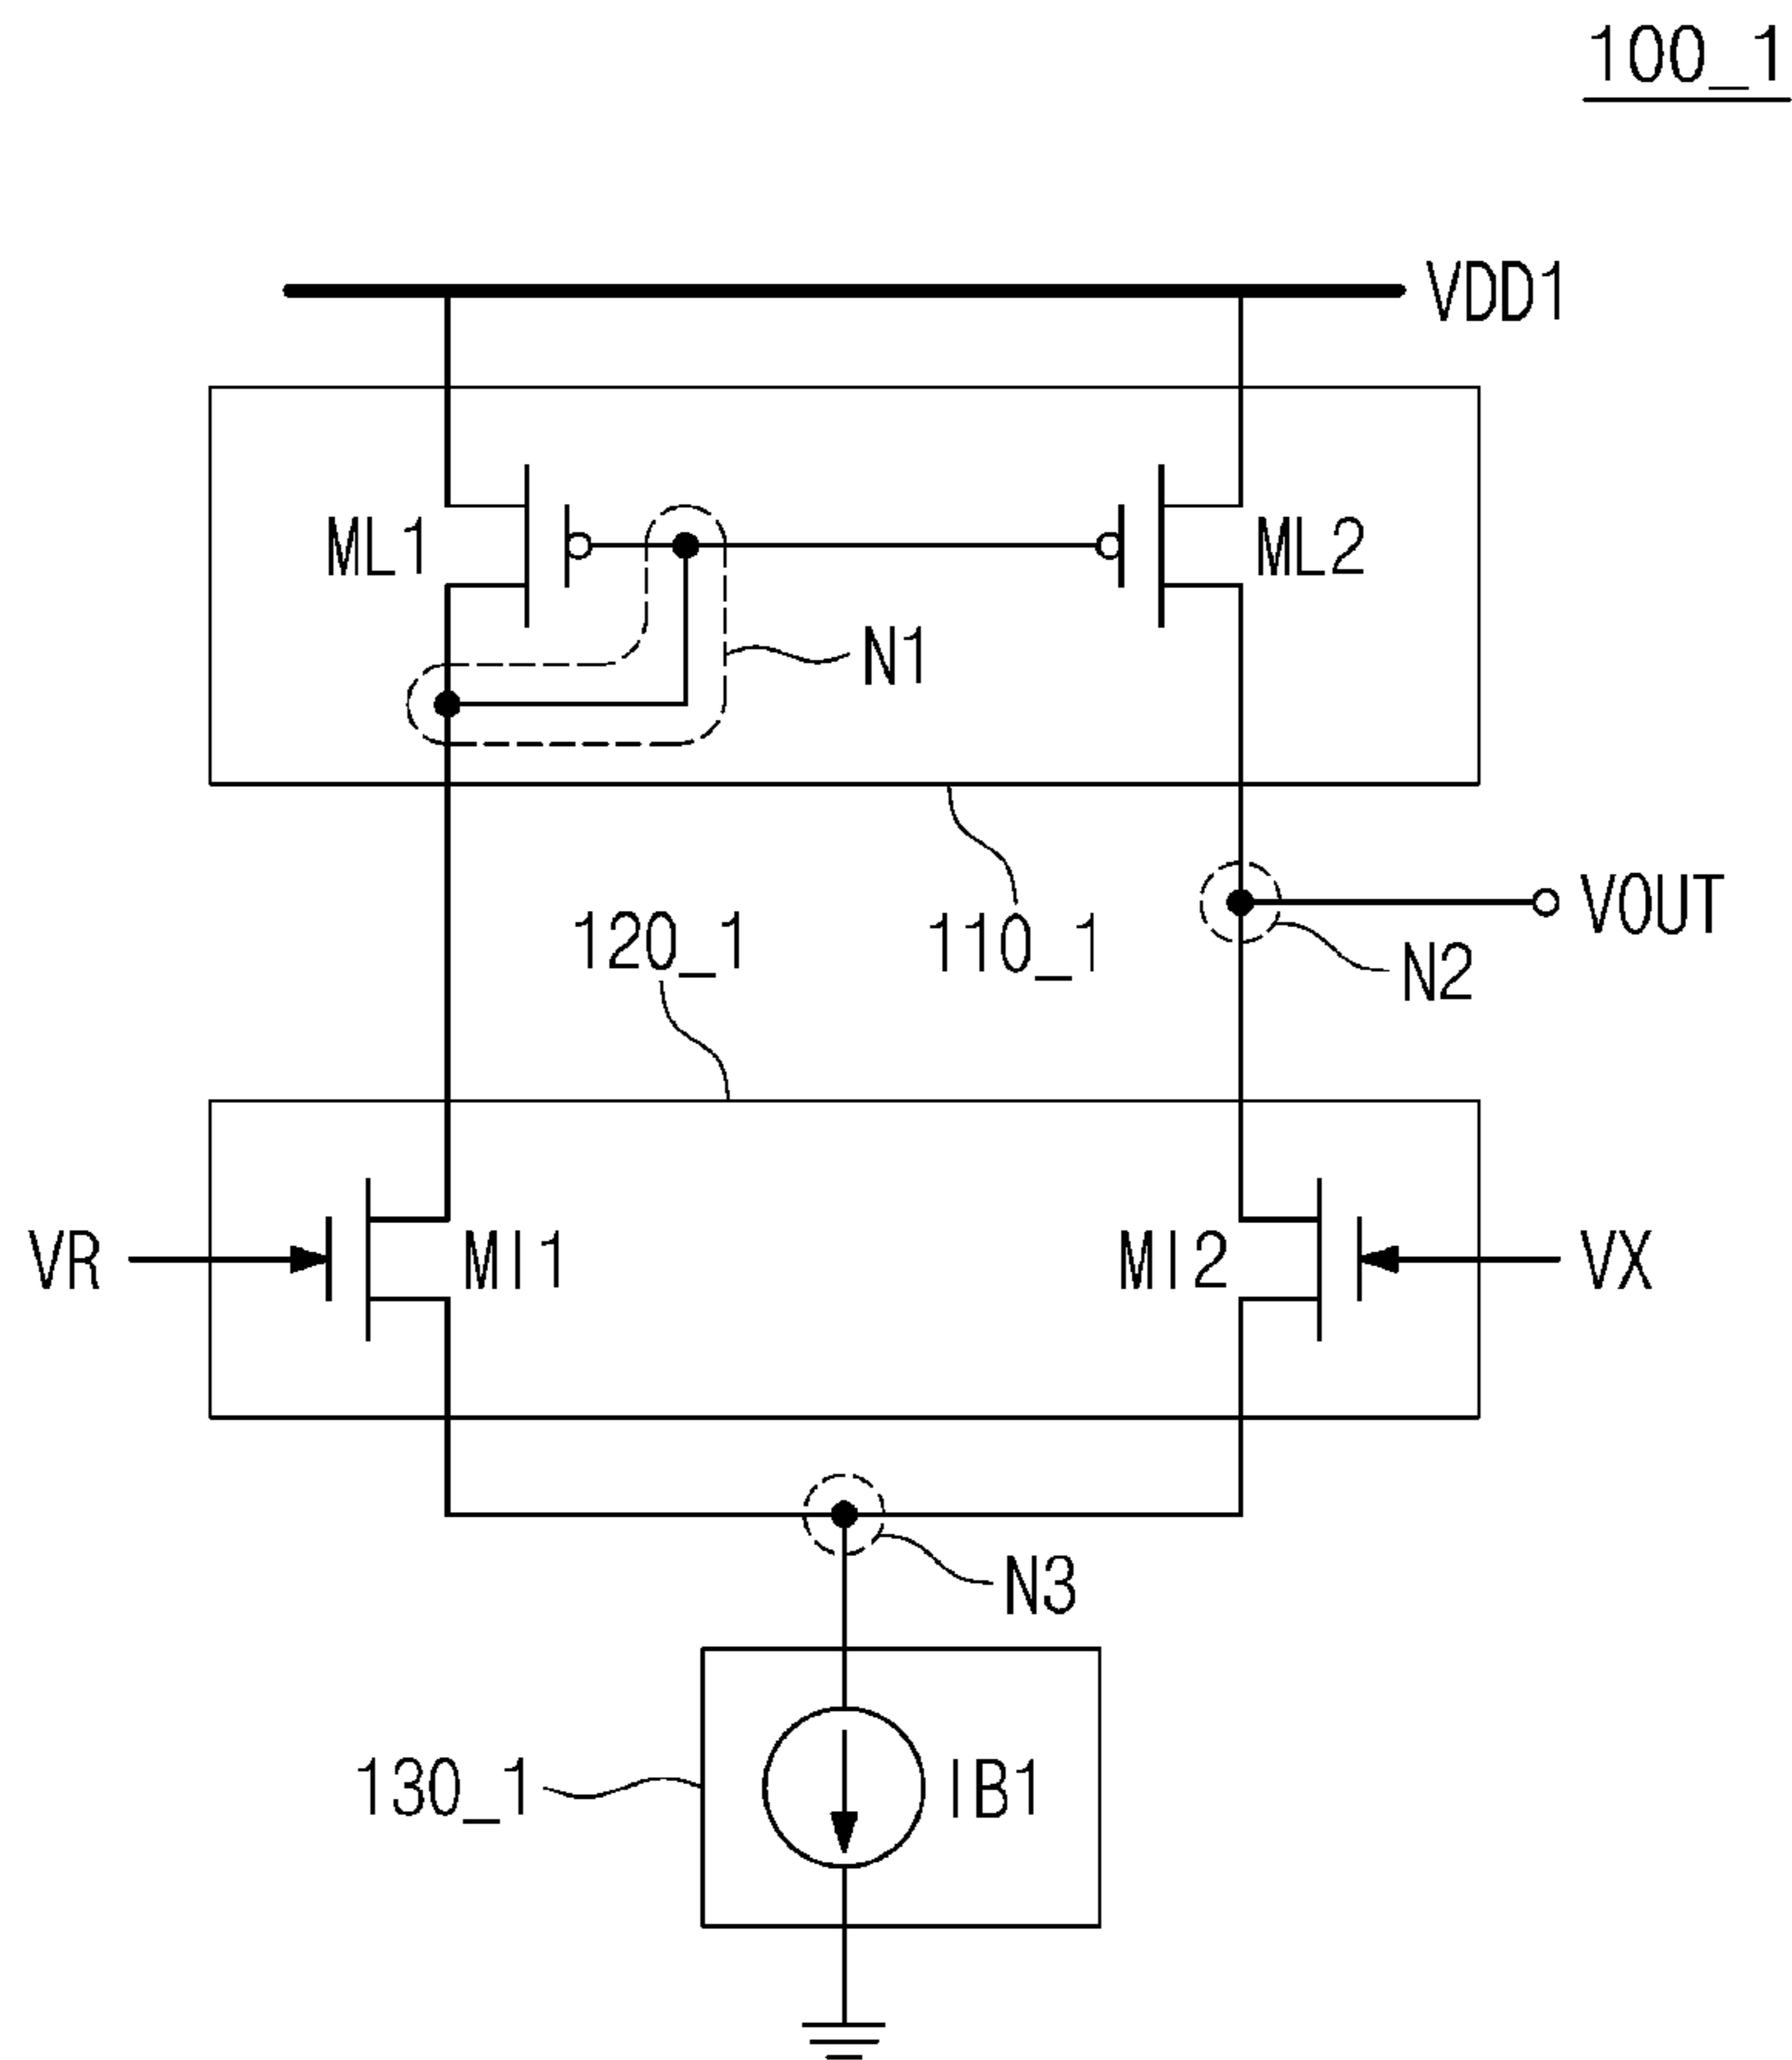 100_1
VDD1
ML1
ML2
N1
VOUT
120_1
110_1
N2
VR
MI1
MI2
VX
N3
130_1
IB1